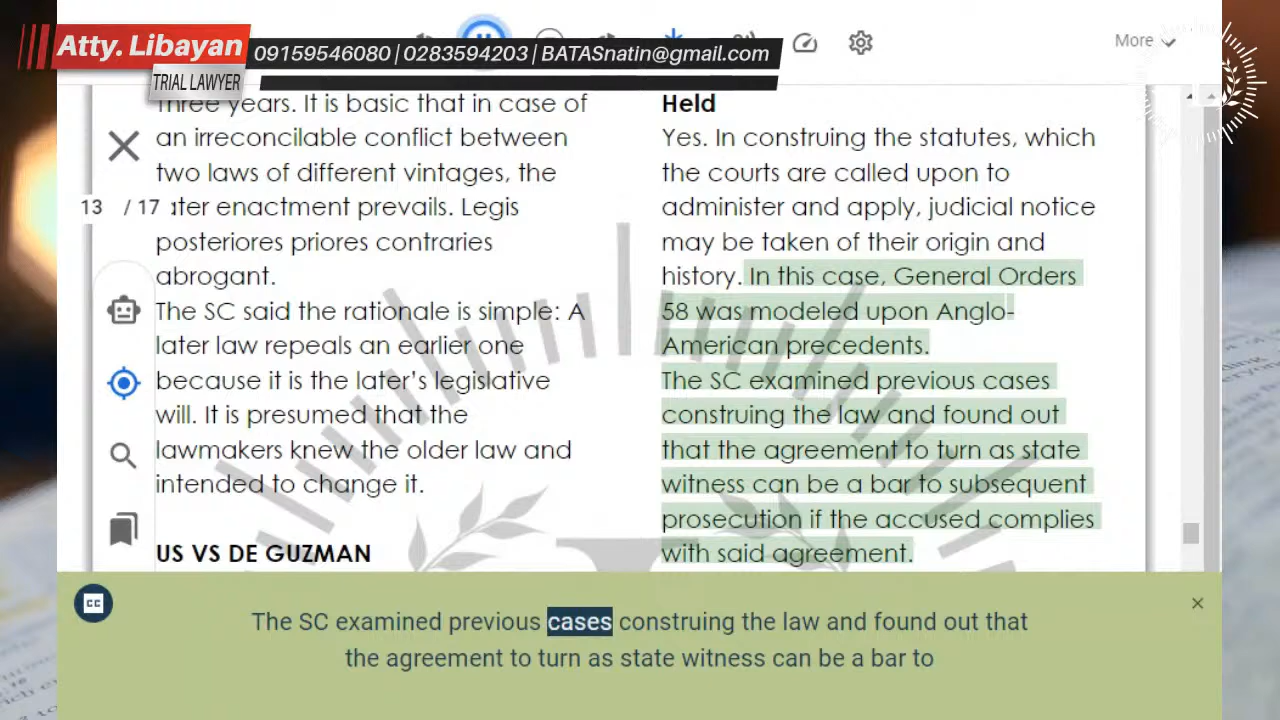 Atty. Libayan
TRIAL LAWYER
09159546080 | 0283594203 | BATASnatin@gmail.com
More
13 / 17
three years. It is basic that in case of
an irreconcilable conflict between
two laws of different vintages, the
ater enactment prevails. Legis
posteriores priores contraries
abrogant.
The SC said the rationale is simple: A
later law repeals an earlier one
because it is the later’s legislative
will. It is presumed that the
lawmakers knew the older law and
intended to change it.
US VS DE GUZMAN
Held
Yes. In construing the statutes, which
the courts are called upon to
administer and apply, judicial notice
may be taken of their origin and
history. In this case, General Orders
58 was modeled upon Anglo-
American precedents.
The SC examined previous cases
construing the law and found out
that the agreement to turn as state
witness can be a bar to subsequent
prosecution if the accused complies
with said agreement.
CC
The SC examined previous cases construing the law and found out that
the agreement to turn as state witness can be a bar to